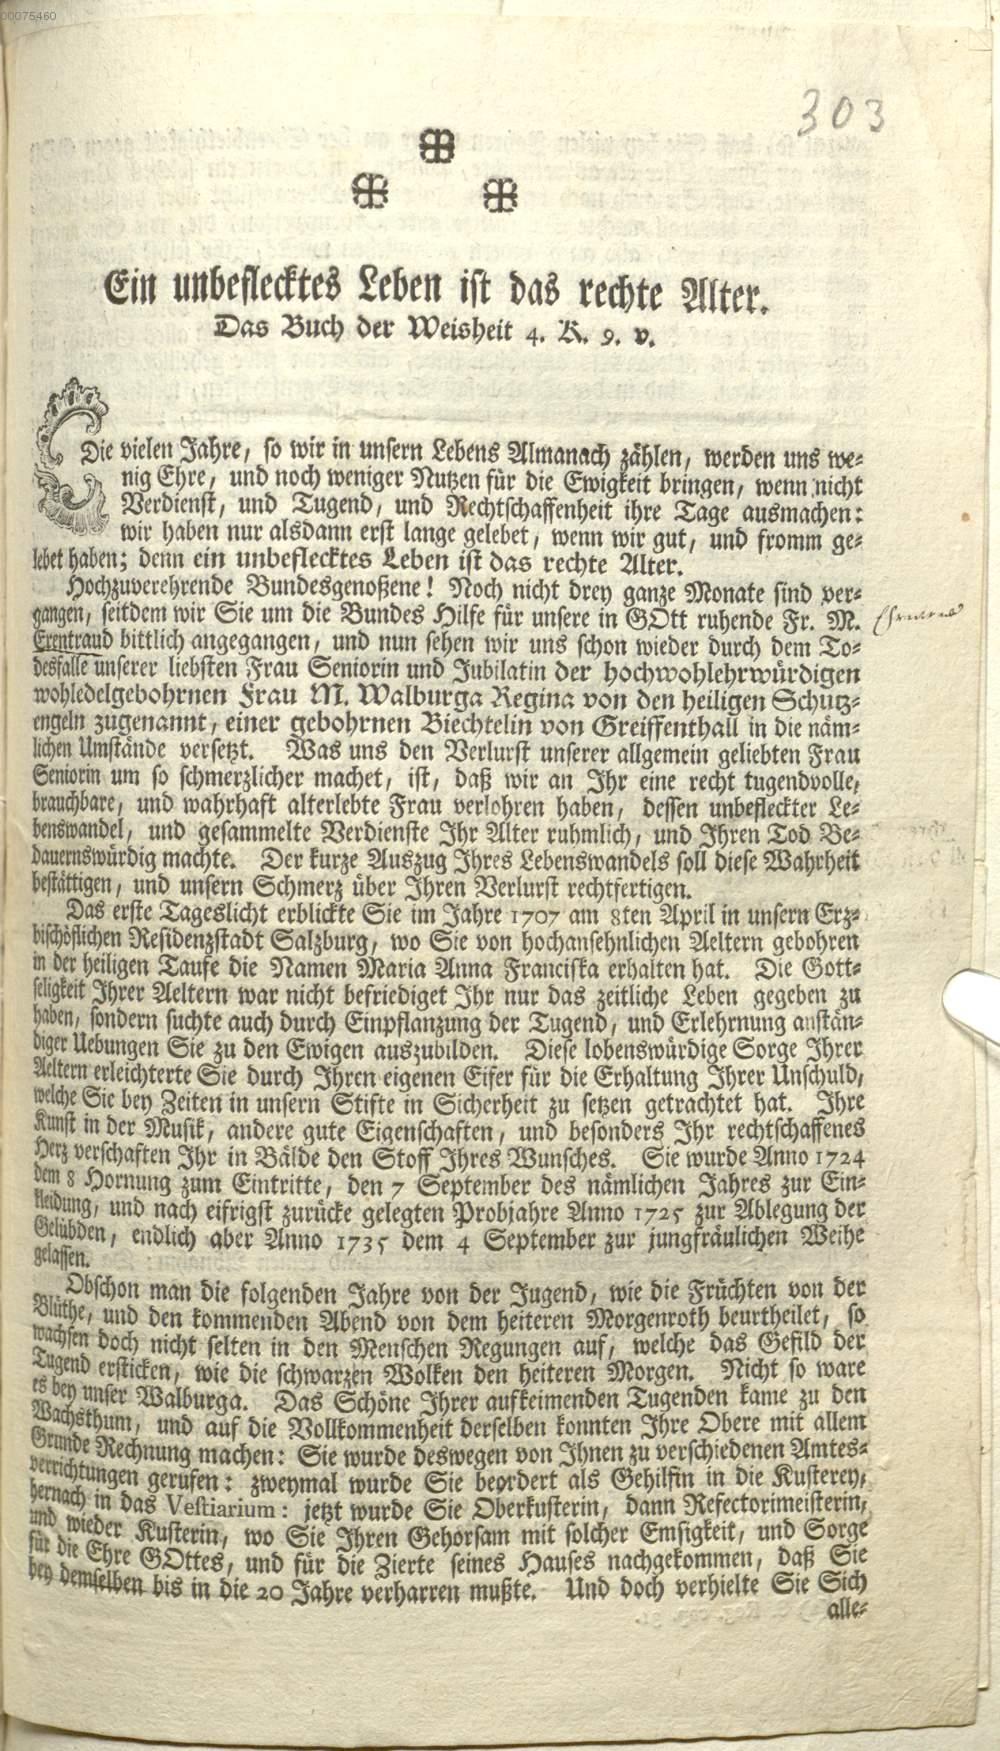 00075460
303
Ein unbeflecktes Leben ist das rechte Alter.
Das Buch der Weisheit 4. K. 9. v.
Die vielen Jahre, so wir in unsern Lebens Almanach zählen, werden uns we-
nig Ehre, und noch weniger Nutzen für die Ewigkeit bringen, wenn nicht
Verdienst, und Tugend, und Rechtschaffenheit ihre Tage ausmachen:
wir haben nur alsdann erst lange gelebet, wenn wir gut, und fromm ge-
lebet haben; denn ein unbeflecktes Leben ist das rechte Alter.
Hochzuverehrende Bundesgenoßene! Noch nicht drey ganze Monate sind ver-
gangen, seitdem wir Sie um die Bundes Hilfe für unsere in GOtt ruhende Fr. M.
Erentraud bittlich angegangen, und nun sehen wir uns schon wieder durch dem To-
desfalle unserer liebsten Frau Seniorin und Jubilatin der hochwohlehrwürdigen
wohledelgebohrnen Frau M. Walburga Regina von den heiligen Schutz-
engeln zugenannt, einer gebohrnen Biechtelin von Greiffenthall in die näm-
lichen Umstände versetzt. Was uns den Verlurst unserer allgemein geliebten Frau
Seniorin um so schmerzlicher machet, ist, daß wir an Ihr eine recht tugendvolle,
brauchbare, und wahrhaft alterlebte Frau verlohren haben, dessen unbefleckter Le-
benswandel, und gesammelte Verdienste Ihr Alter ruhmlich, und Ihren Tod Be-
dauernswürdig machte. Der kurze Auszug Ihres Lebenswandels soll diese Wahrheit
bestättigen, und unsern Schmerz über Ihren Verlurst rechtfertigen.
Das erste Tageslicht erblickte Sie im Jahre 1707 am 8ten April in unsern Erz-
bischöflichen Residenzstadt Salzburg, wo Sie von hochansehnlichen Aeltern gebohren
in der heiligen Taufe die Namen Maria Anna Franciska erhalten hat. Die Gott-
seligkeit Ihrer Aeltern war nicht befriediget Ihr nur das zeitliche Leben gegeben zu
haben, sondern suchte auch durch Einpflanzung der Tugend, und Erlehrnung anstän-
diger Uebungen Sie zu den Ewigen auszubilden. Diese lobenswürdige Sorge Ihrer
Aeltern erleichterte Sie durch Ihren eigenen Eifer für die Erhaltung Ihrer Unschuld,
welche Sie bey Zeiten in unsern Stifte in Sicherheit zu setzen getrachtet hat. Ihre
Kunst in der Musik, andere gute Eigenschaften, und besonders Ihr rechtschaffenes
Herz verschaften Ihr in Bälde den Stoff Ihres Wunsches. Sie wurde Anno 1724
dem 8 Hornung zum Eintritte, den 7 September des nämlichen Jahres zur Ein-
kleidung, und nach eifrigst zurücke gelegten Probjahre Anno 1725 zur Ablegung der
Gelübden, endlich aber Anno 1735 dem 4 September zur jungfräulichen Weihe
gelassen.
Obschon man die folgenden Jahre von der Jugend, wie die Früchten von der
Blüthe, und den kommenden Abend von dem heiteren Morgenroth beurtheilet, so
wachsen doch nicht selten in den Menschen Regungen auf, welche das Gefild der
Tugend ersticken, wie die schwarzen Wolken den heiteren Morgen. Nicht so ware
es bey unser Walburga. Das Schöne Ihrer aufkeimenden Tugenden kame zu den
Wachsthum, und auf die Vollkommenheit derselben konnten Ihre Obere mit allem
Grunde Rechnung machen: Sie wurde deswegen von Ihnen zu verschiedenen Amtes-
verrichtungen gerufen: zweymal wurde Sie beordert als Gehilfin in die Kusterey,
hernach in das Vestiarium: jetzt wurde Sie Oberkusterin, dann Refectorimeisterin,
und wieder Kusterin, wo Sie Ihren Gehorsam mit solcher Emsigkeit, und Sorge
für die Ehre GOttes, und für die Zierte seines Hauses nachgekommen, daß Sie
bey demselben bis in die 20 Jahre verharren mußte. Und doch verhielte Sie Sich
alle-